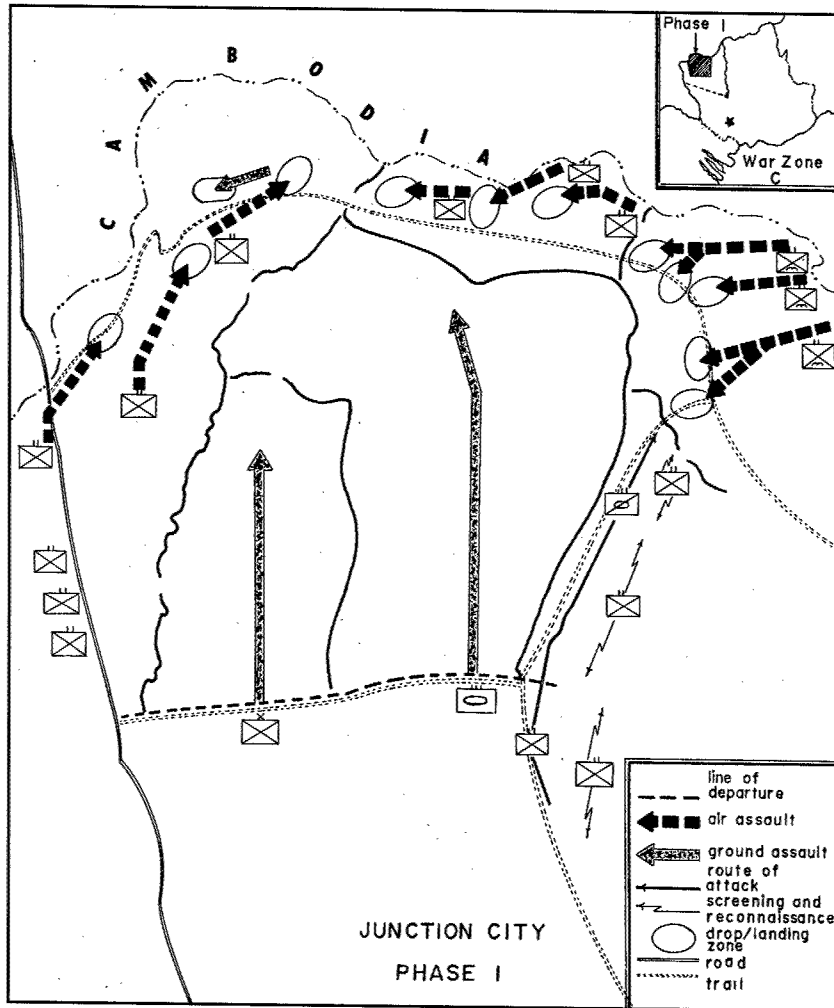 CAMBODIA
Phase I
War Zone
C
line of
departure
air assault
ground assault
route of
attack
screening and
reconnaissance
drop/landing
zone
road
trail
JUNCTION CITY
PHASE I